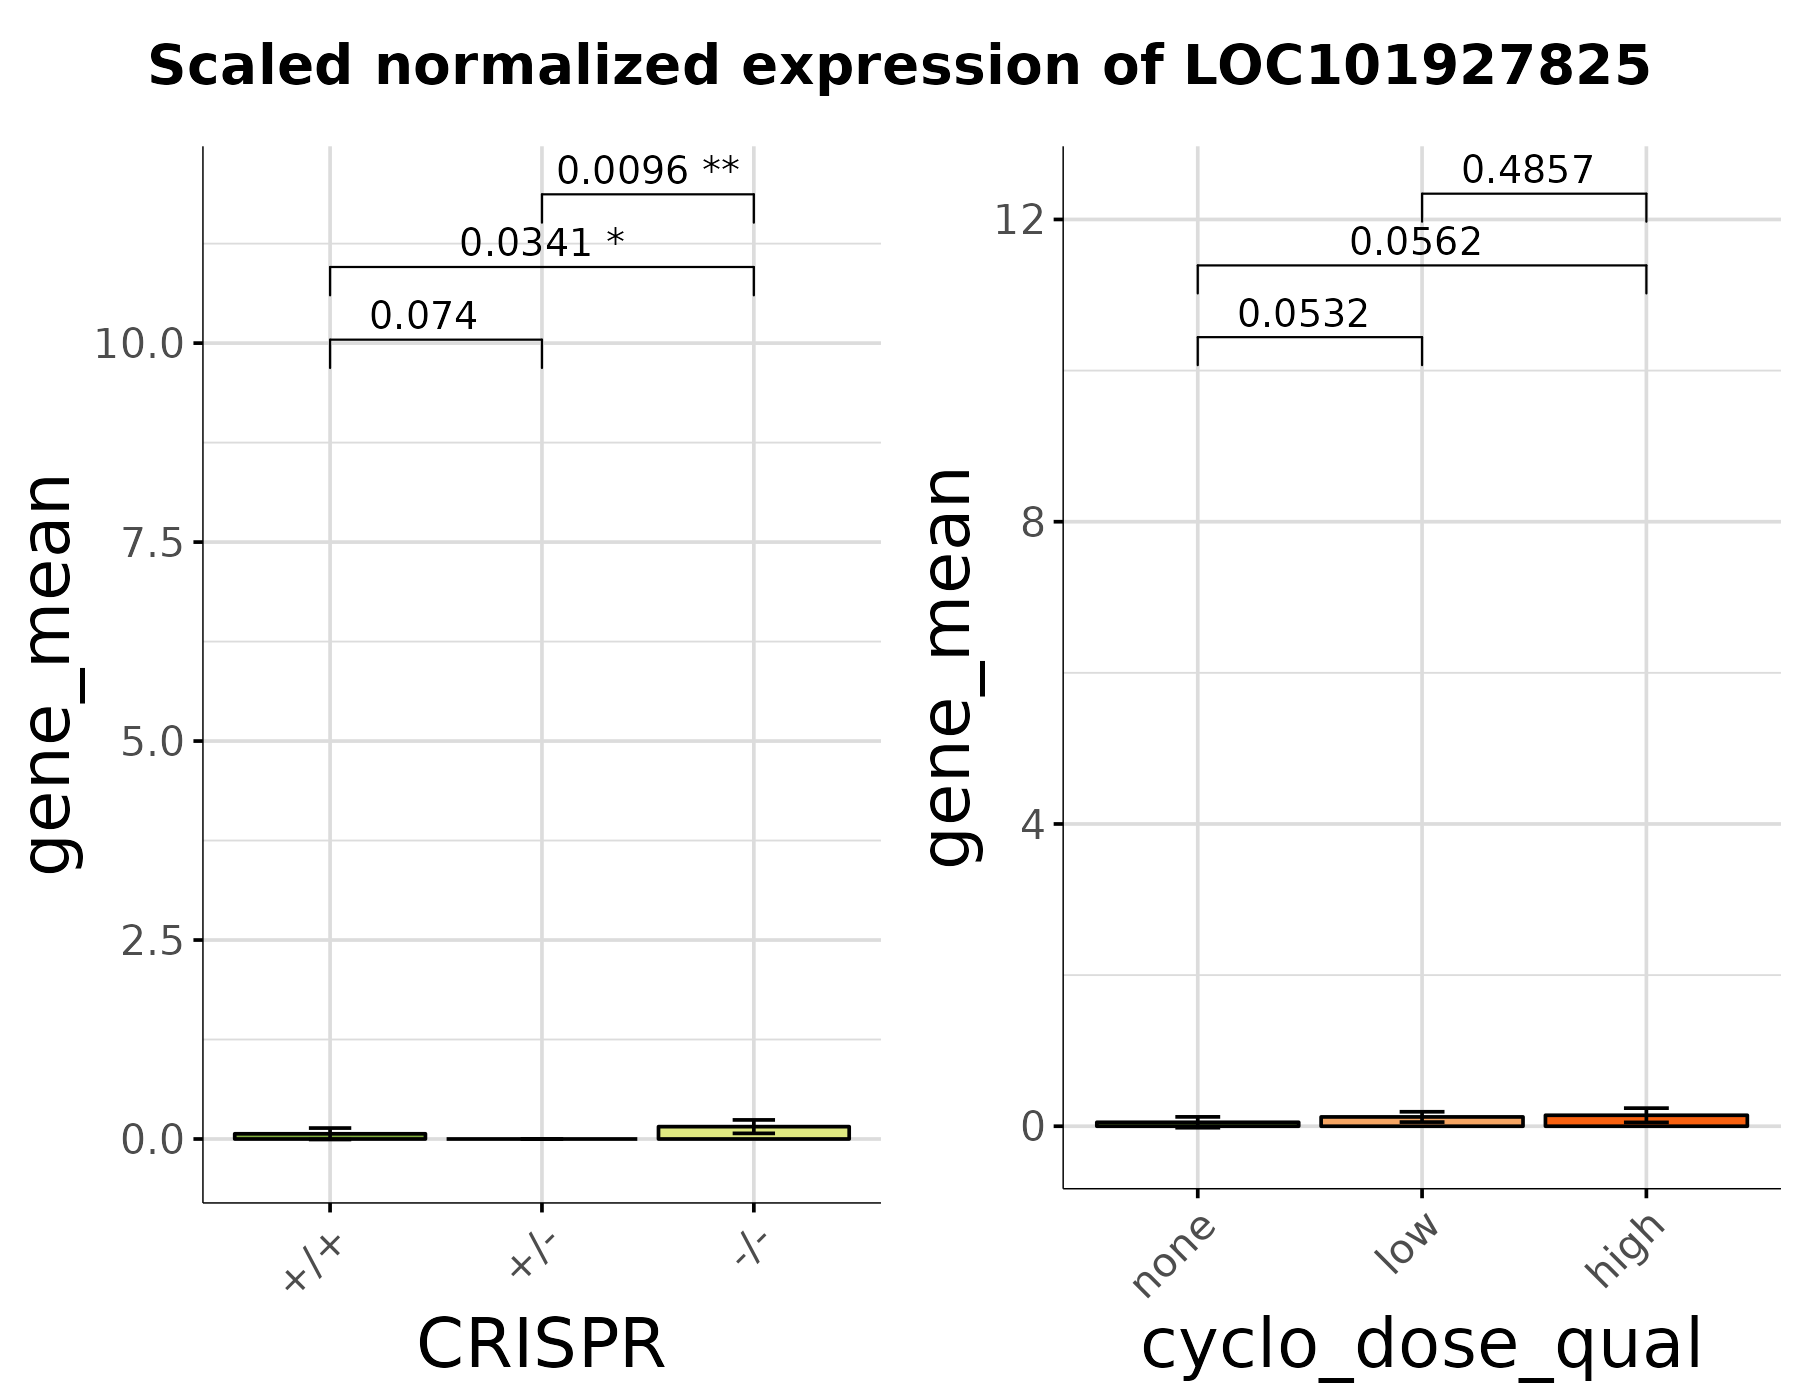 Scaled normalized expression of LOC101927825
gene_mean
10.0
7.5
5.0
2.5
0.0
0.0096 **
0.0341 *
0.074
+/+
+/-
-/-
CRISPR
gene_mean
12
8
4
0
0.4857
0.0562
0.0532
none
low
high
cyclo_dose_qual